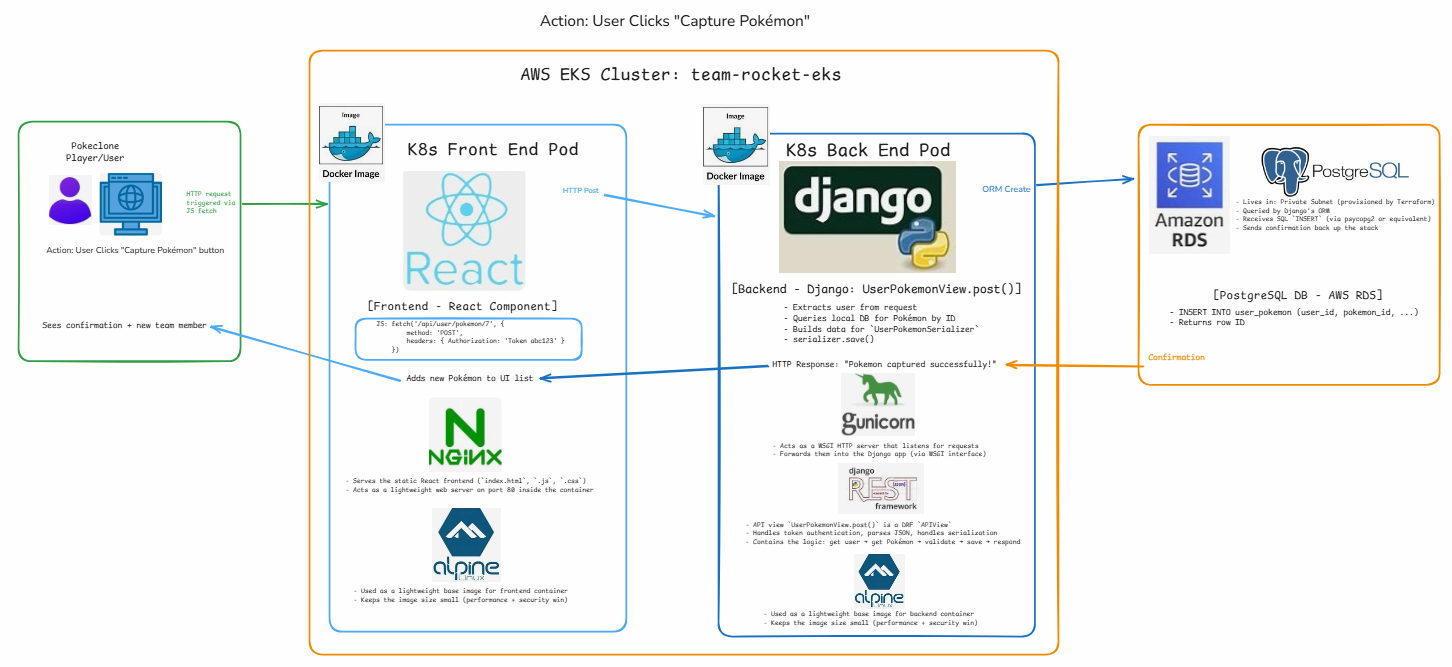 Action: User Clicks "Capture Pokémon"
AWS EKS Cluster: team-rocket-eks
Pokeclone
Player/User
HTTP request
triggered via
JS fetch
Action: User Clicks "Capture Pokémon" button
Sees confirmation + new team member
Image
Docker Image
K8s Front End Pod
React
[Frontend - React Component]
JS: fetch('/api/user/pokemon/7', {
method: 'POST',
headers: { Authorization: 'Token abc123' }
})
Adds new Pokémon to UI list
NGiNX
- Serves the static React frontend (`index.html`, `.js`, `.css`)
- Acts as a lightweight web server on port 80 inside the container
alpine
Linux
- Used as a lightweight base image for frontend container
- Keeps the image size small (performance + security win)
HTTP Post
Image
Docker Image
K8s Back End Pod
django
[Backend - Django: UserPokemonView.post()]
- Extracts user from request
- Queries local DB for Pokémon by ID
- Builds data for `UserPokemonSerializer`
- serializer.save()
HTTP Response: "Pokemon captured successfully!"
gunicorn
- Acts as a WSGI HTTP server that listens for requests
- Forwards them into the Django app (via WSGI interface)
django
REST
framework
- API view `UserPokemonView.post()` is a DRF `APIView`
- Handles token authentication, parses JSON, handles serialization
- Contains the logic: get user → get Pokémon → validate → save → respond
alpine
Linux
- Used as a lightweight base image for backend container
- Keeps the image size small (performance + security win)
ORM Create
Amazon
RDS
PostgreSQL
- Lives in: Private Subnet (provisioned by Terraform)
- Queried by Django's ORM
- Receives SQL `INSERT` (via psycopg2 or equivalent)
- Sends confirmation back up the stack
[PostgreSQL DB - AWS RDS]
- INSERT INTO user_pokemon (user_id, pokemon_id, ...)
- Returns row ID
Confirmation